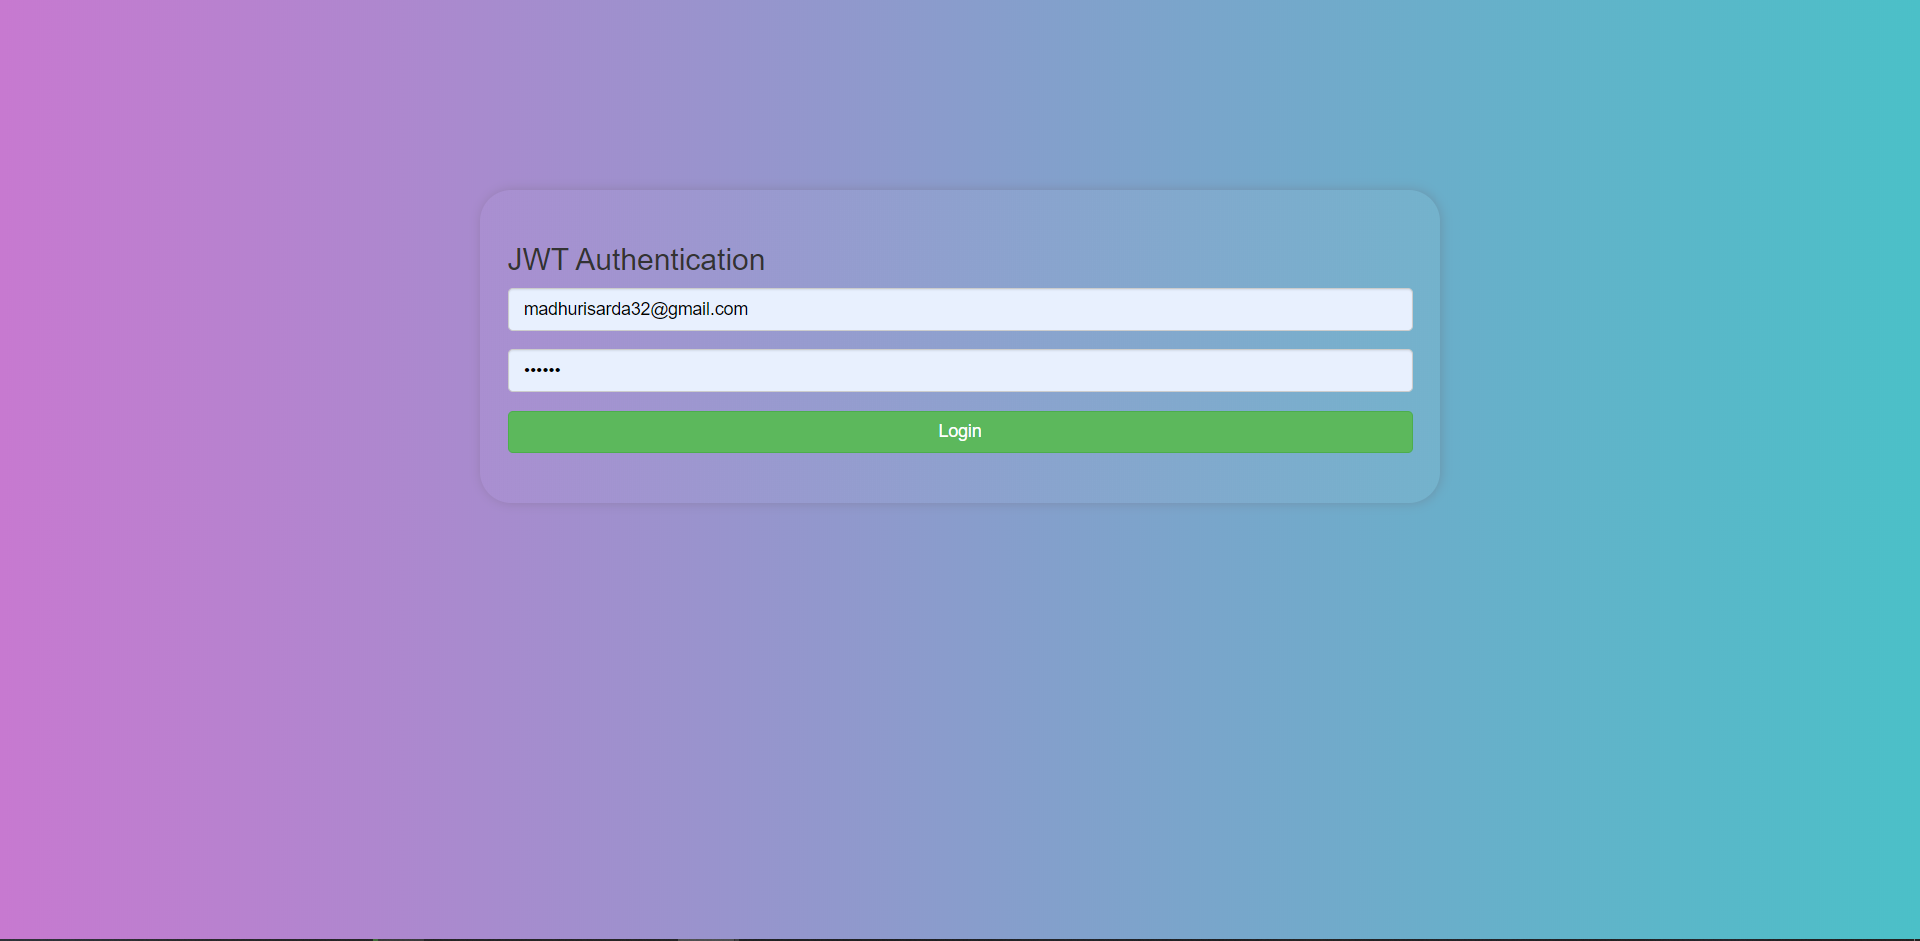 JWT Authentication
madhurisarda32@gmail.com
••••••
Login